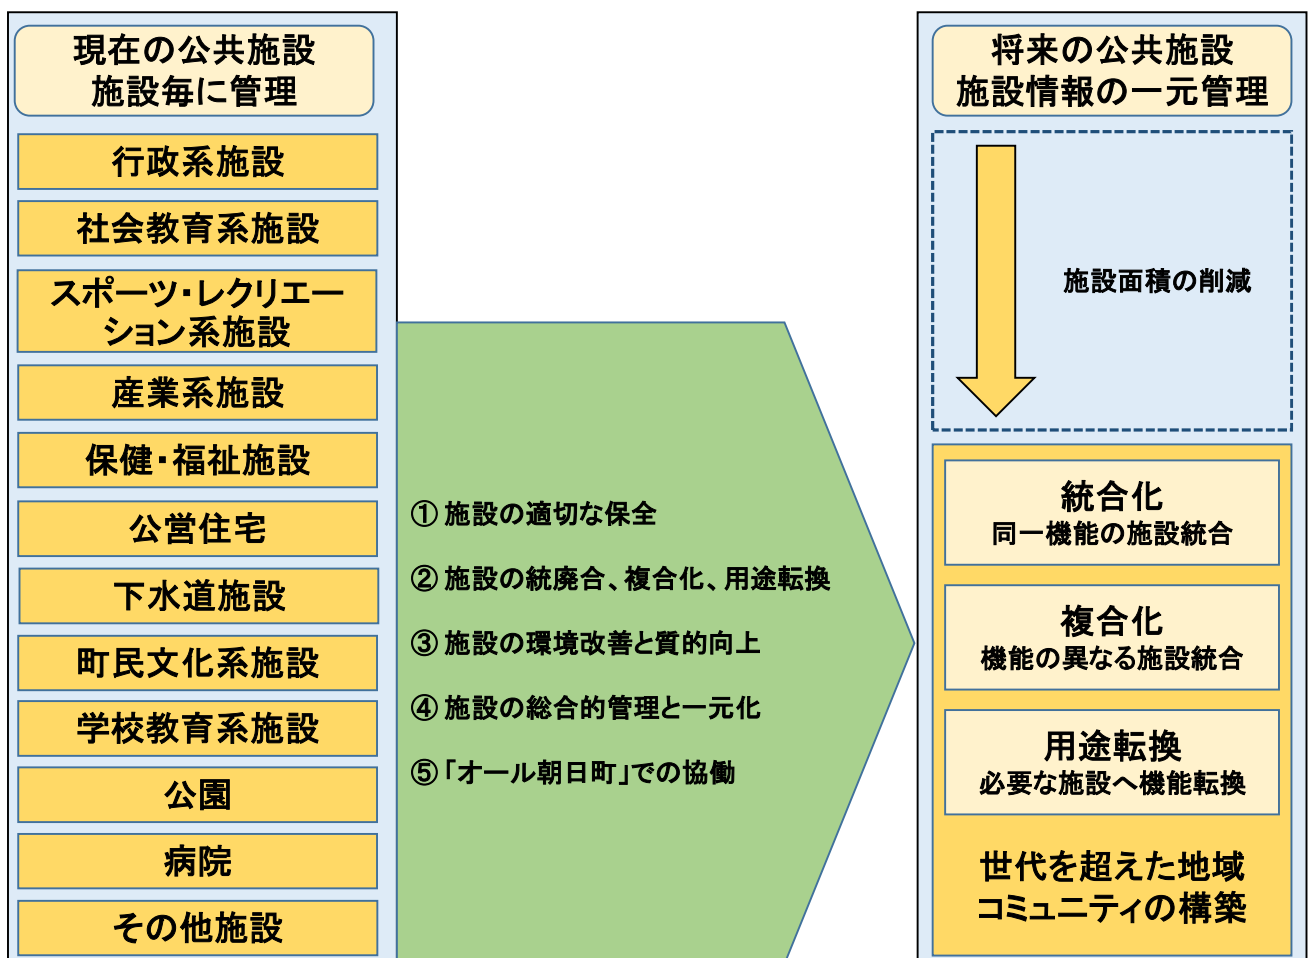 現在の公共施設
施設毎に管理
行政系施設
社会教育系施設
スポーツ・レクリエー
ション系施設
産業系施設
保健・福祉施設
公営住宅
下水道施設
町民文化系施設
学校教育系施設
公園
病院
その他施設
① 施設の適切な保全
② 施設の統廃合、複合化、用途転換
③ 施設の環境改善と質的向上
④ 施設の総合的管理と一元化
⑤ 「オール朝日町」での協働
将来の公共施設
施設情報の一元管理
施設面積の削減
統合化
同一機能の施設統合
複合化
機能の異なる施設統合
用途転換
必要な施設へ機能転換
世代を超えた地域
コミュニティの構築